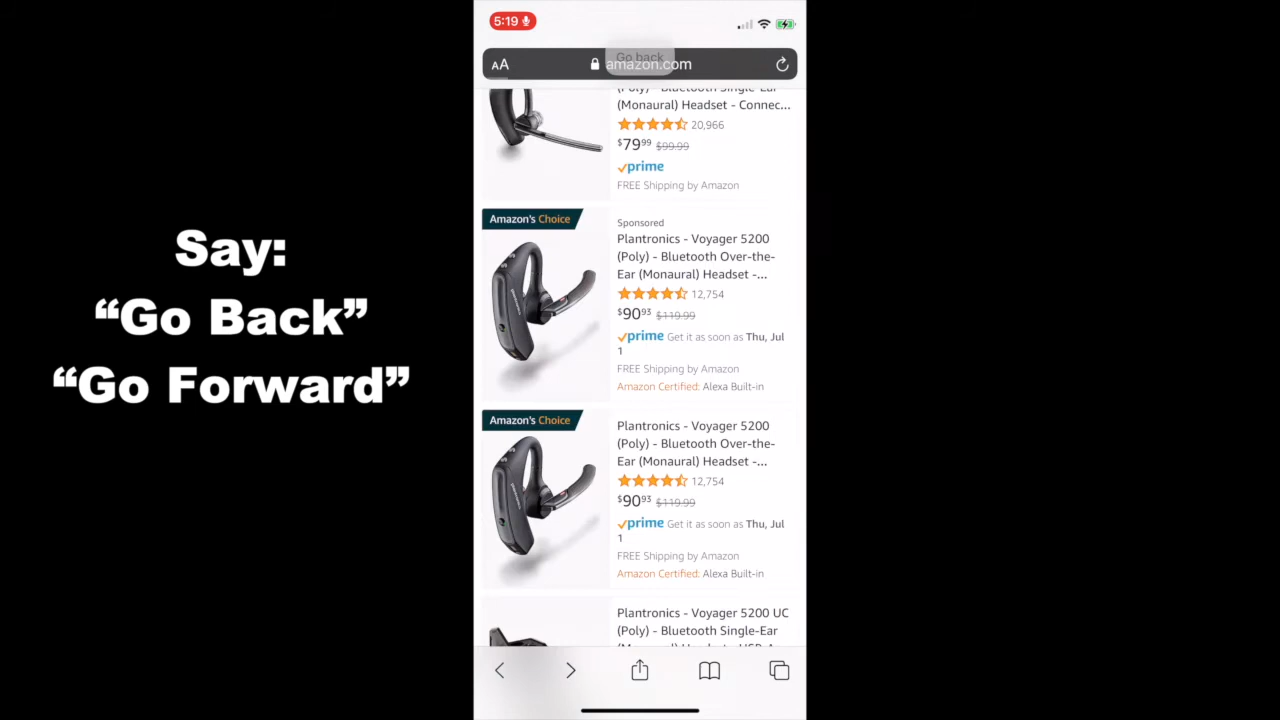 Say:
“Go Back”
“Go Forward”
5:19
Go back
AA amazon.com
(Poly) - Bluetooth Single-Ear
(Monaural) Headset - Connec...
20,966
$79.99 $99.99
prime
FREE Shipping by Amazon
Amazon's Choice
Sponsored
Plantronics - Voyager 5200
(Poly) - Bluetooth Over-the-
Ear (Monaural) Headset -...
12,754
$90.93 $119.99
prime Get it as soon as Thu, Jul
1
FREE Shipping by Amazon
Amazon Certified: Alexa Built-in
Amazon's Choice
Plantronics - Voyager 5200
(Poly) - Bluetooth Over-the-
Ear (Monaural) Headset -...
12,754
$90.93 $119.99
prime Get it as soon as Thu, Jul
1
FREE Shipping by Amazon
Amazon Certified: Alexa Built-in
Plantronics - Voyager 5200 UC
(Poly) - Bluetooth Single-Ear